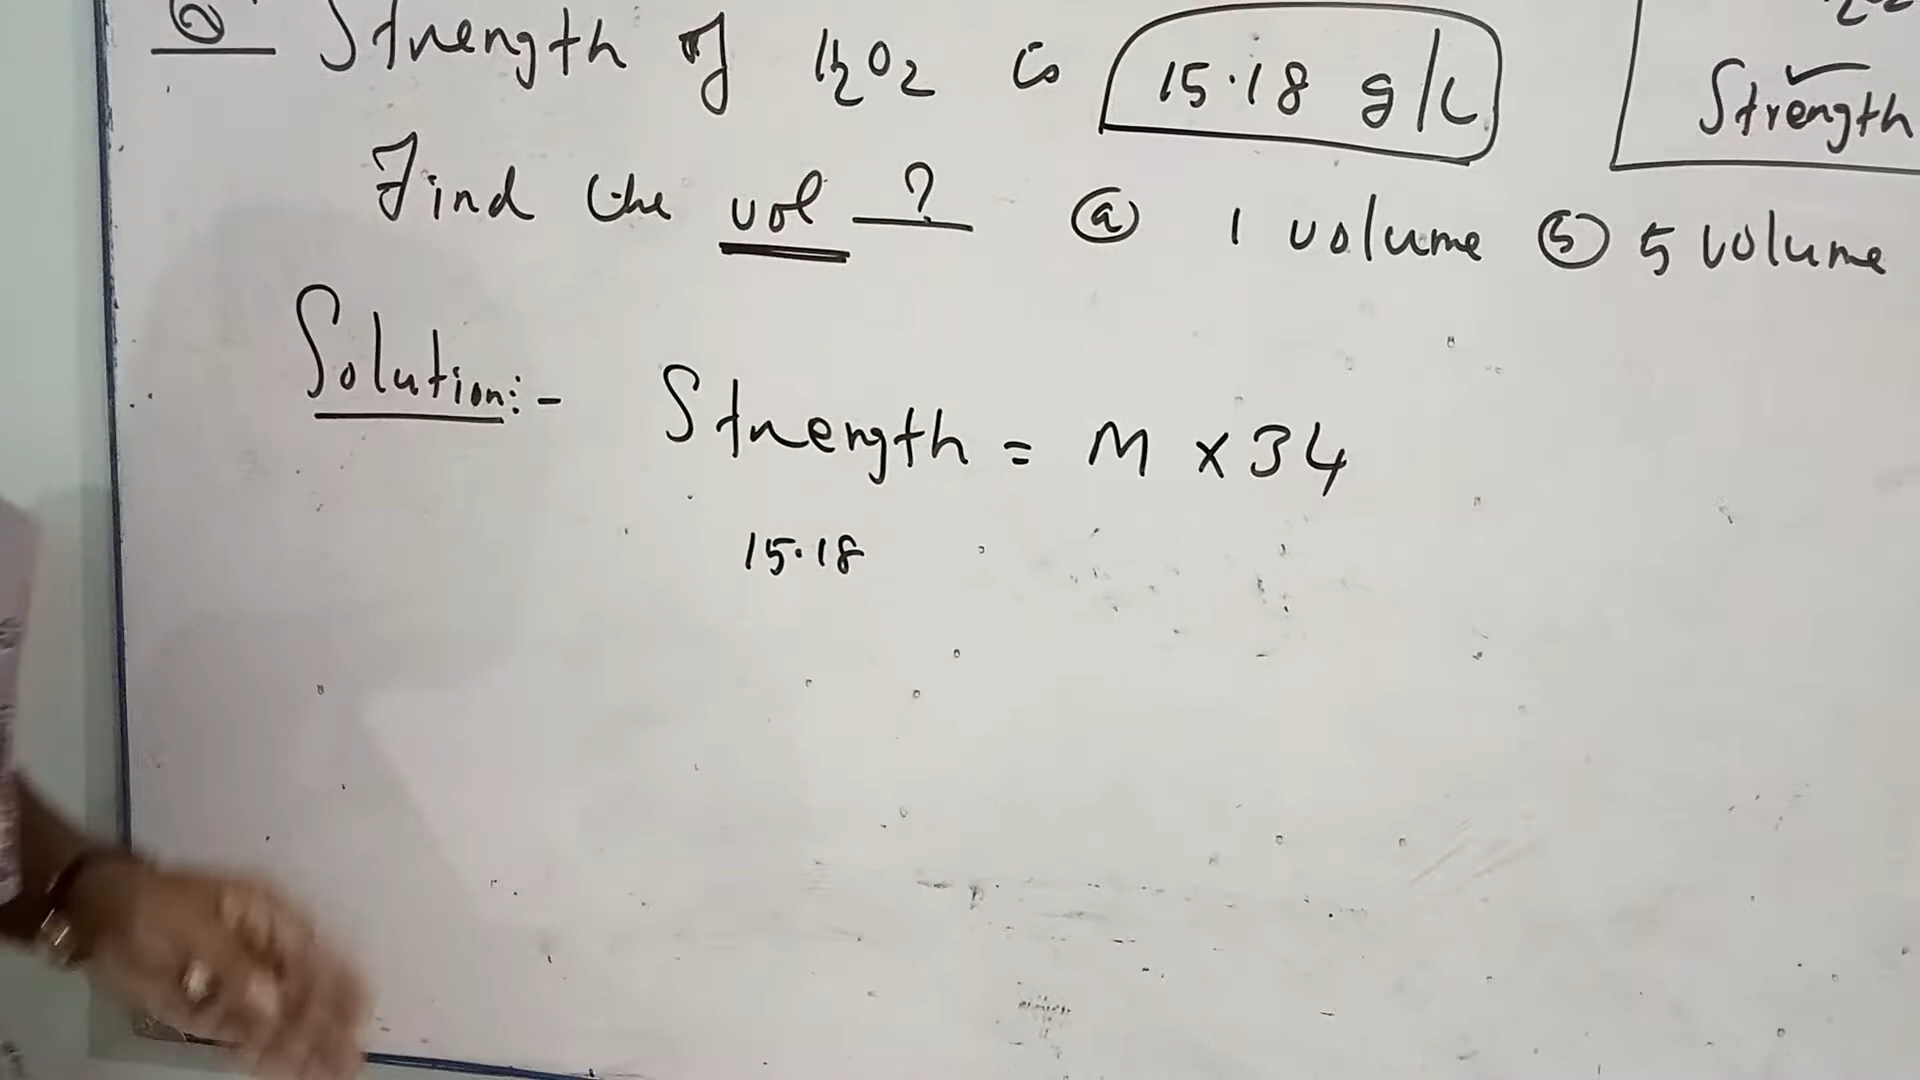 ② Strength of H2O2 is 15.18 g/L
Strength
Find the vol ? ⓐ 1 volume ⓑ 5 volume
Solution:- Strength = M × 34
15.18